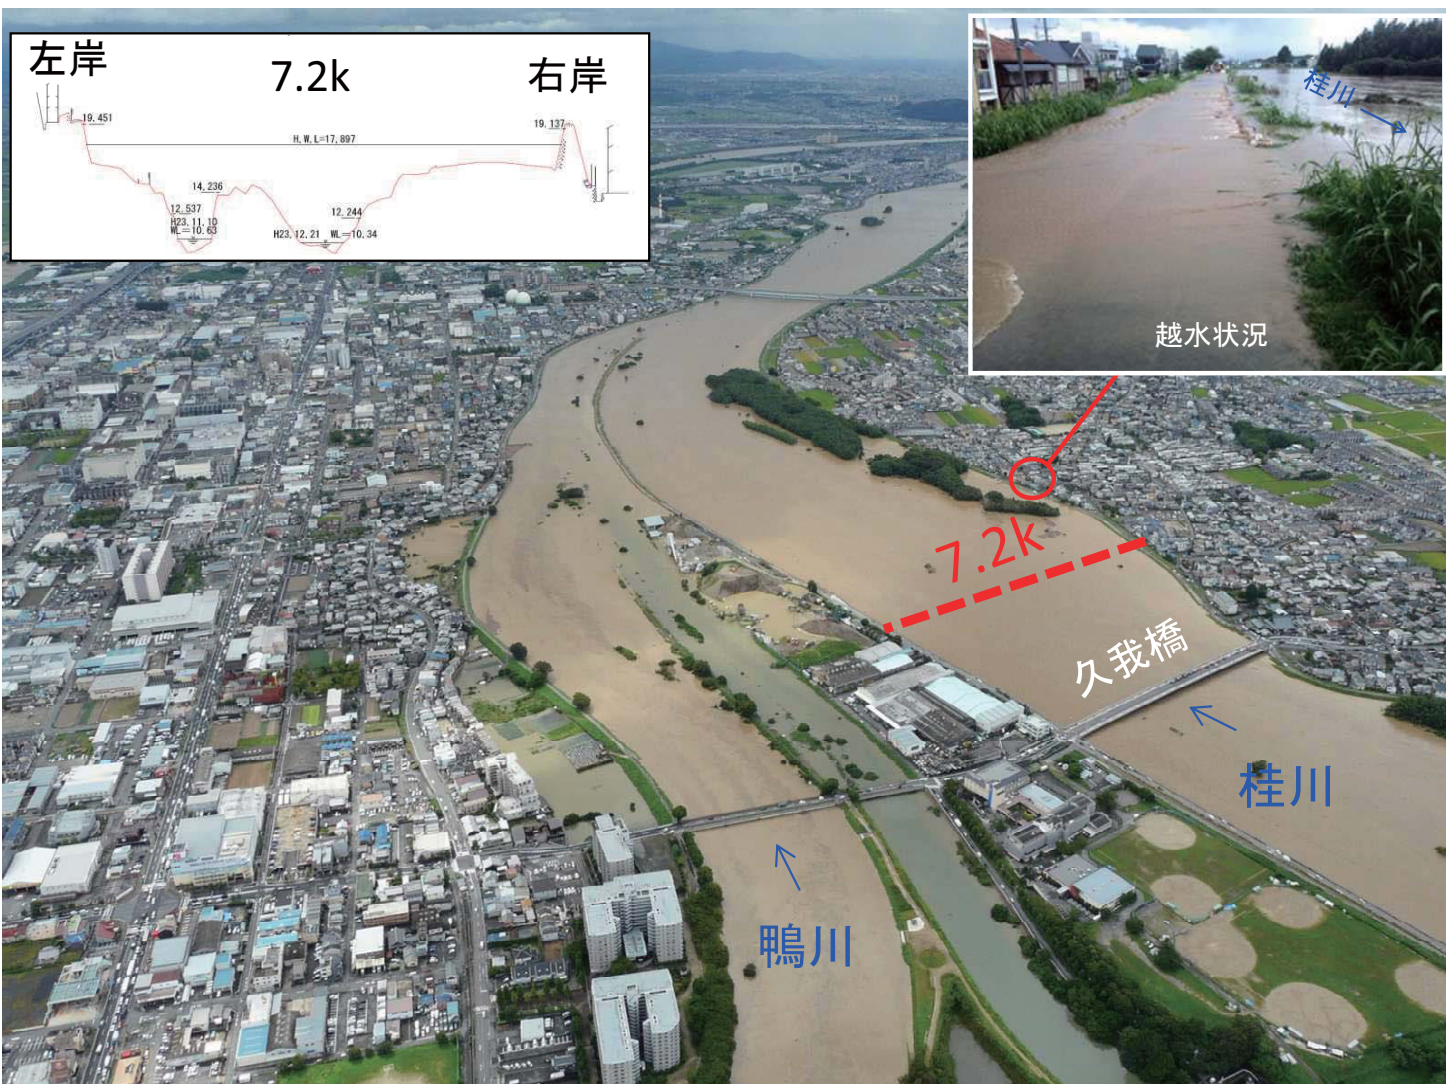 左岸
7.2k
右岸
19.451
19.137
H.W.L=17.897
14.236
12.537
12.244
H23.11.10
WL=10.63
H23.12.21 WL=10.34
桂川
越水状況
7.2k
久我橋
桂川
鴨川